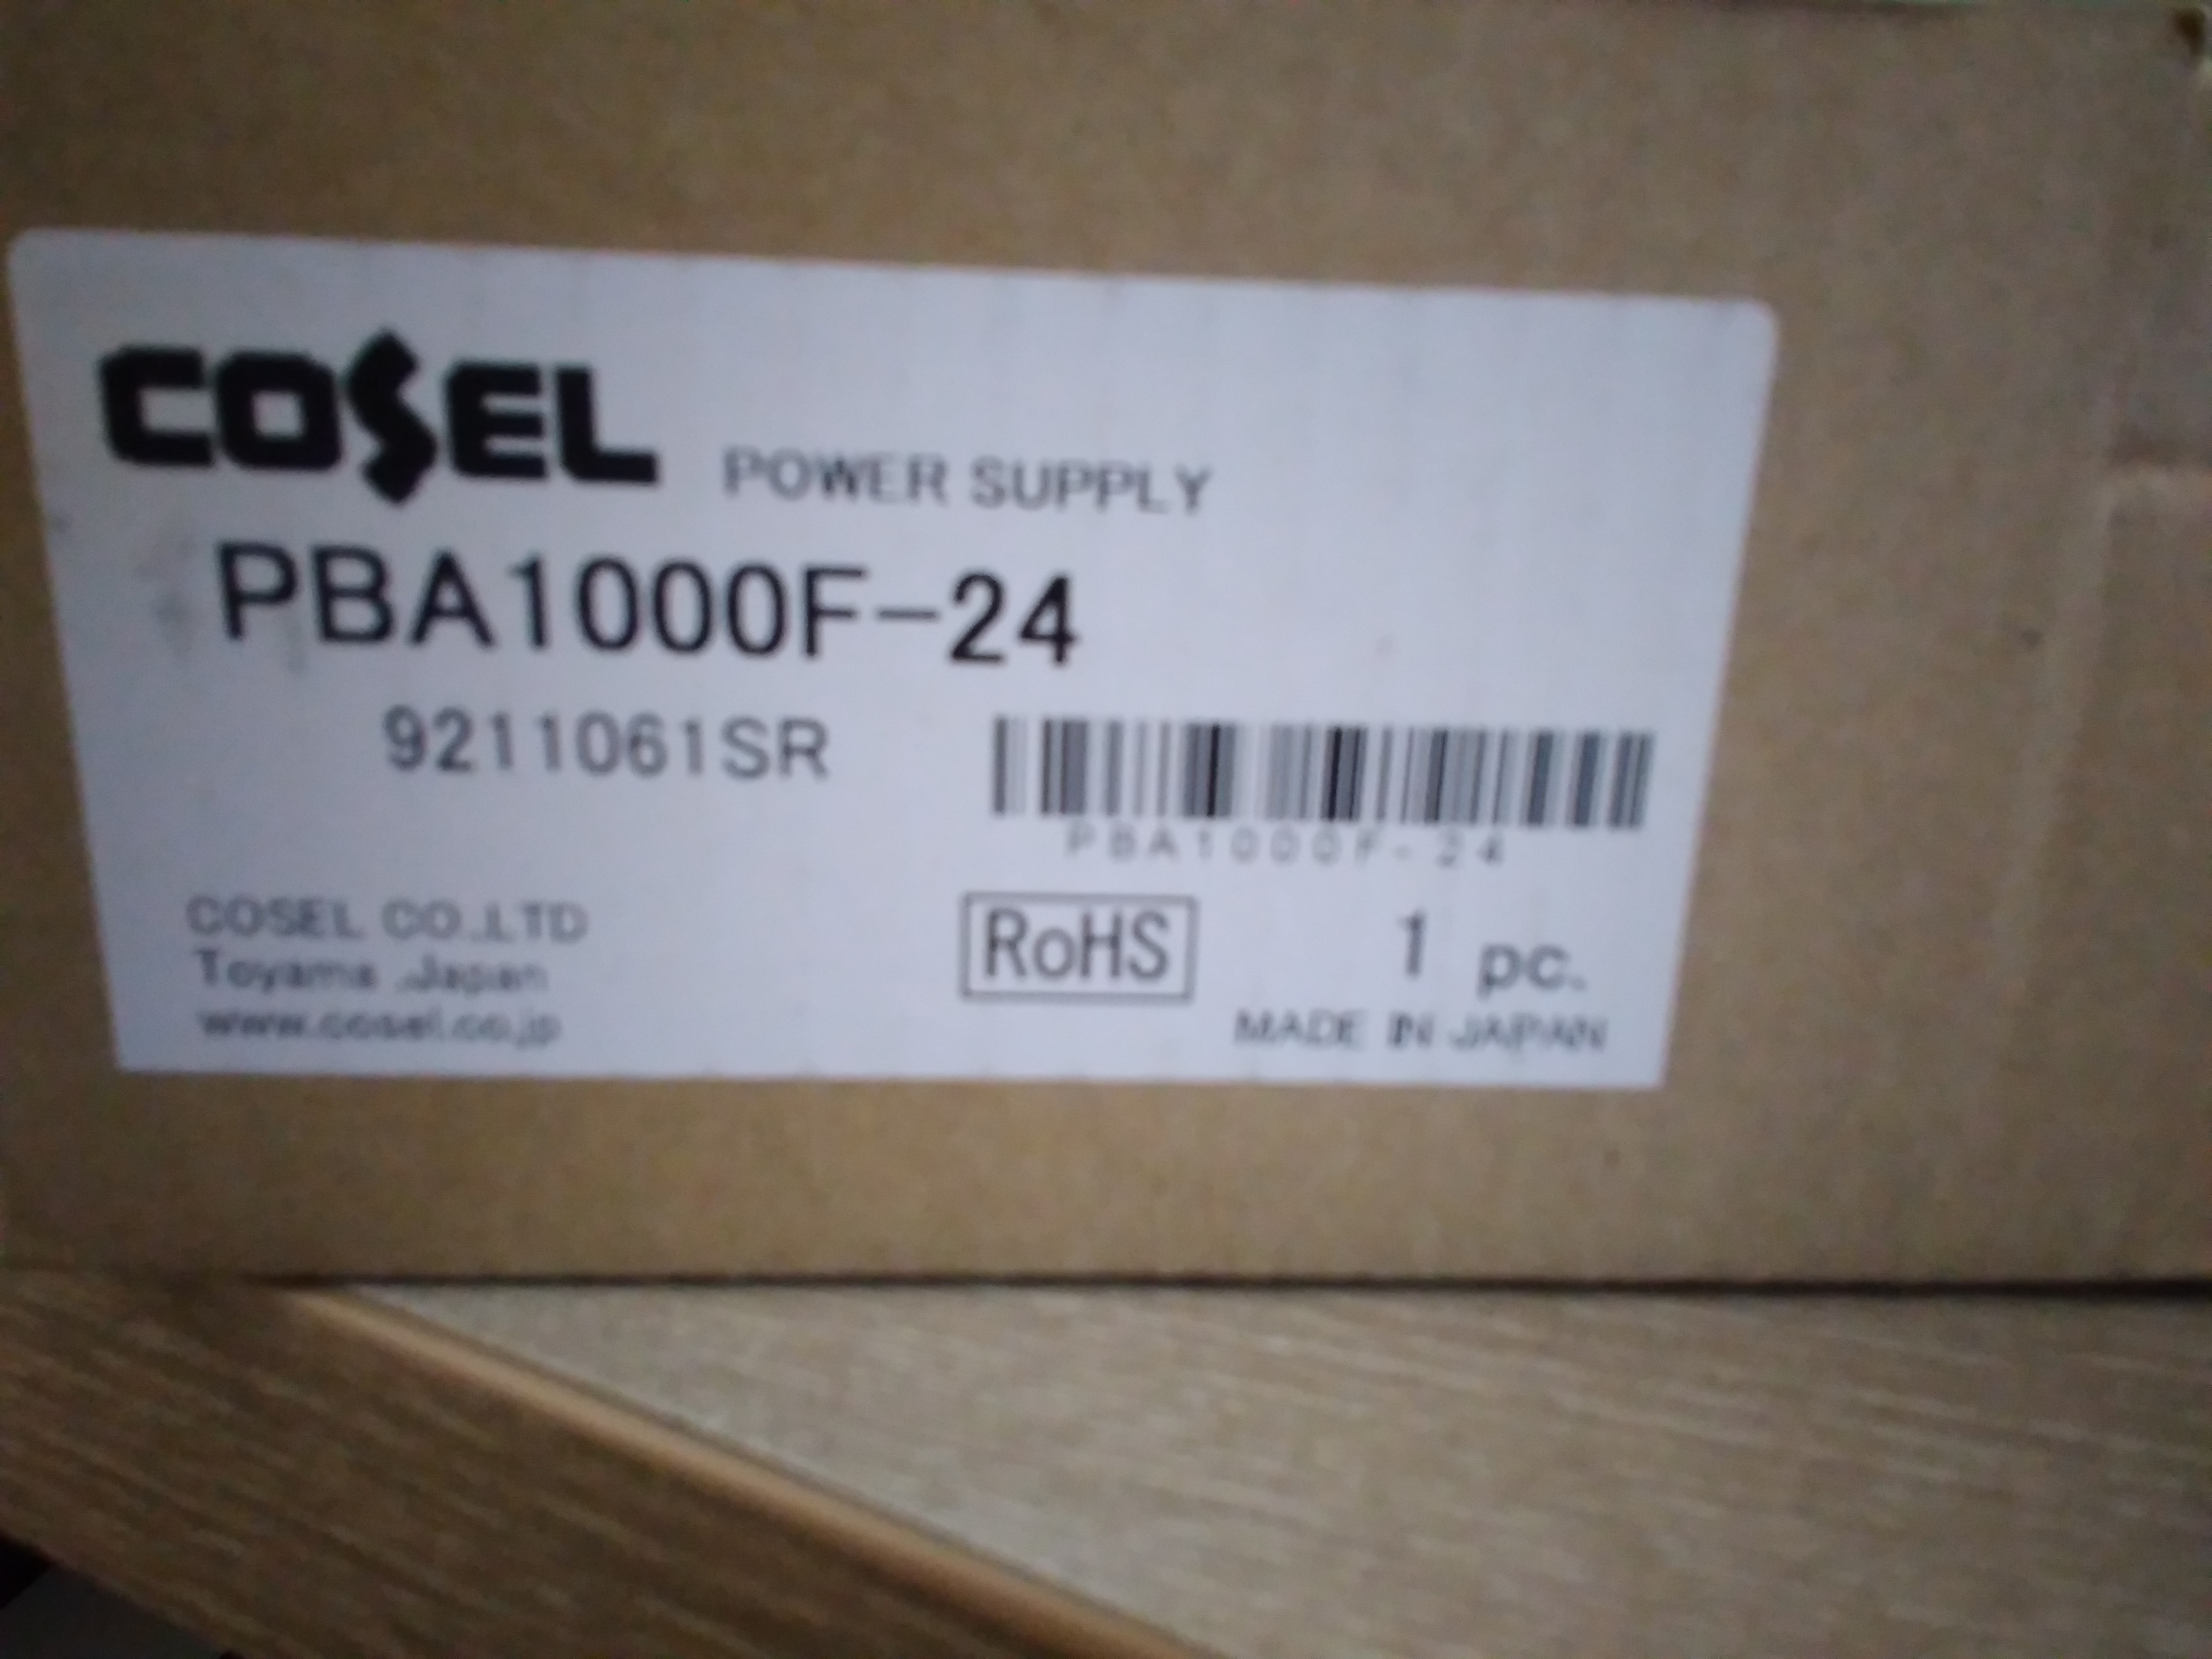 COSEL POWER SUPPLY
PBA1000F-24
9211061SR
PBA1000F-24
COSEL CO.,LTD
Toyama ,Japan
www.cosel.co.jp
RoHS
1 pc.
MADE IN JAPAN